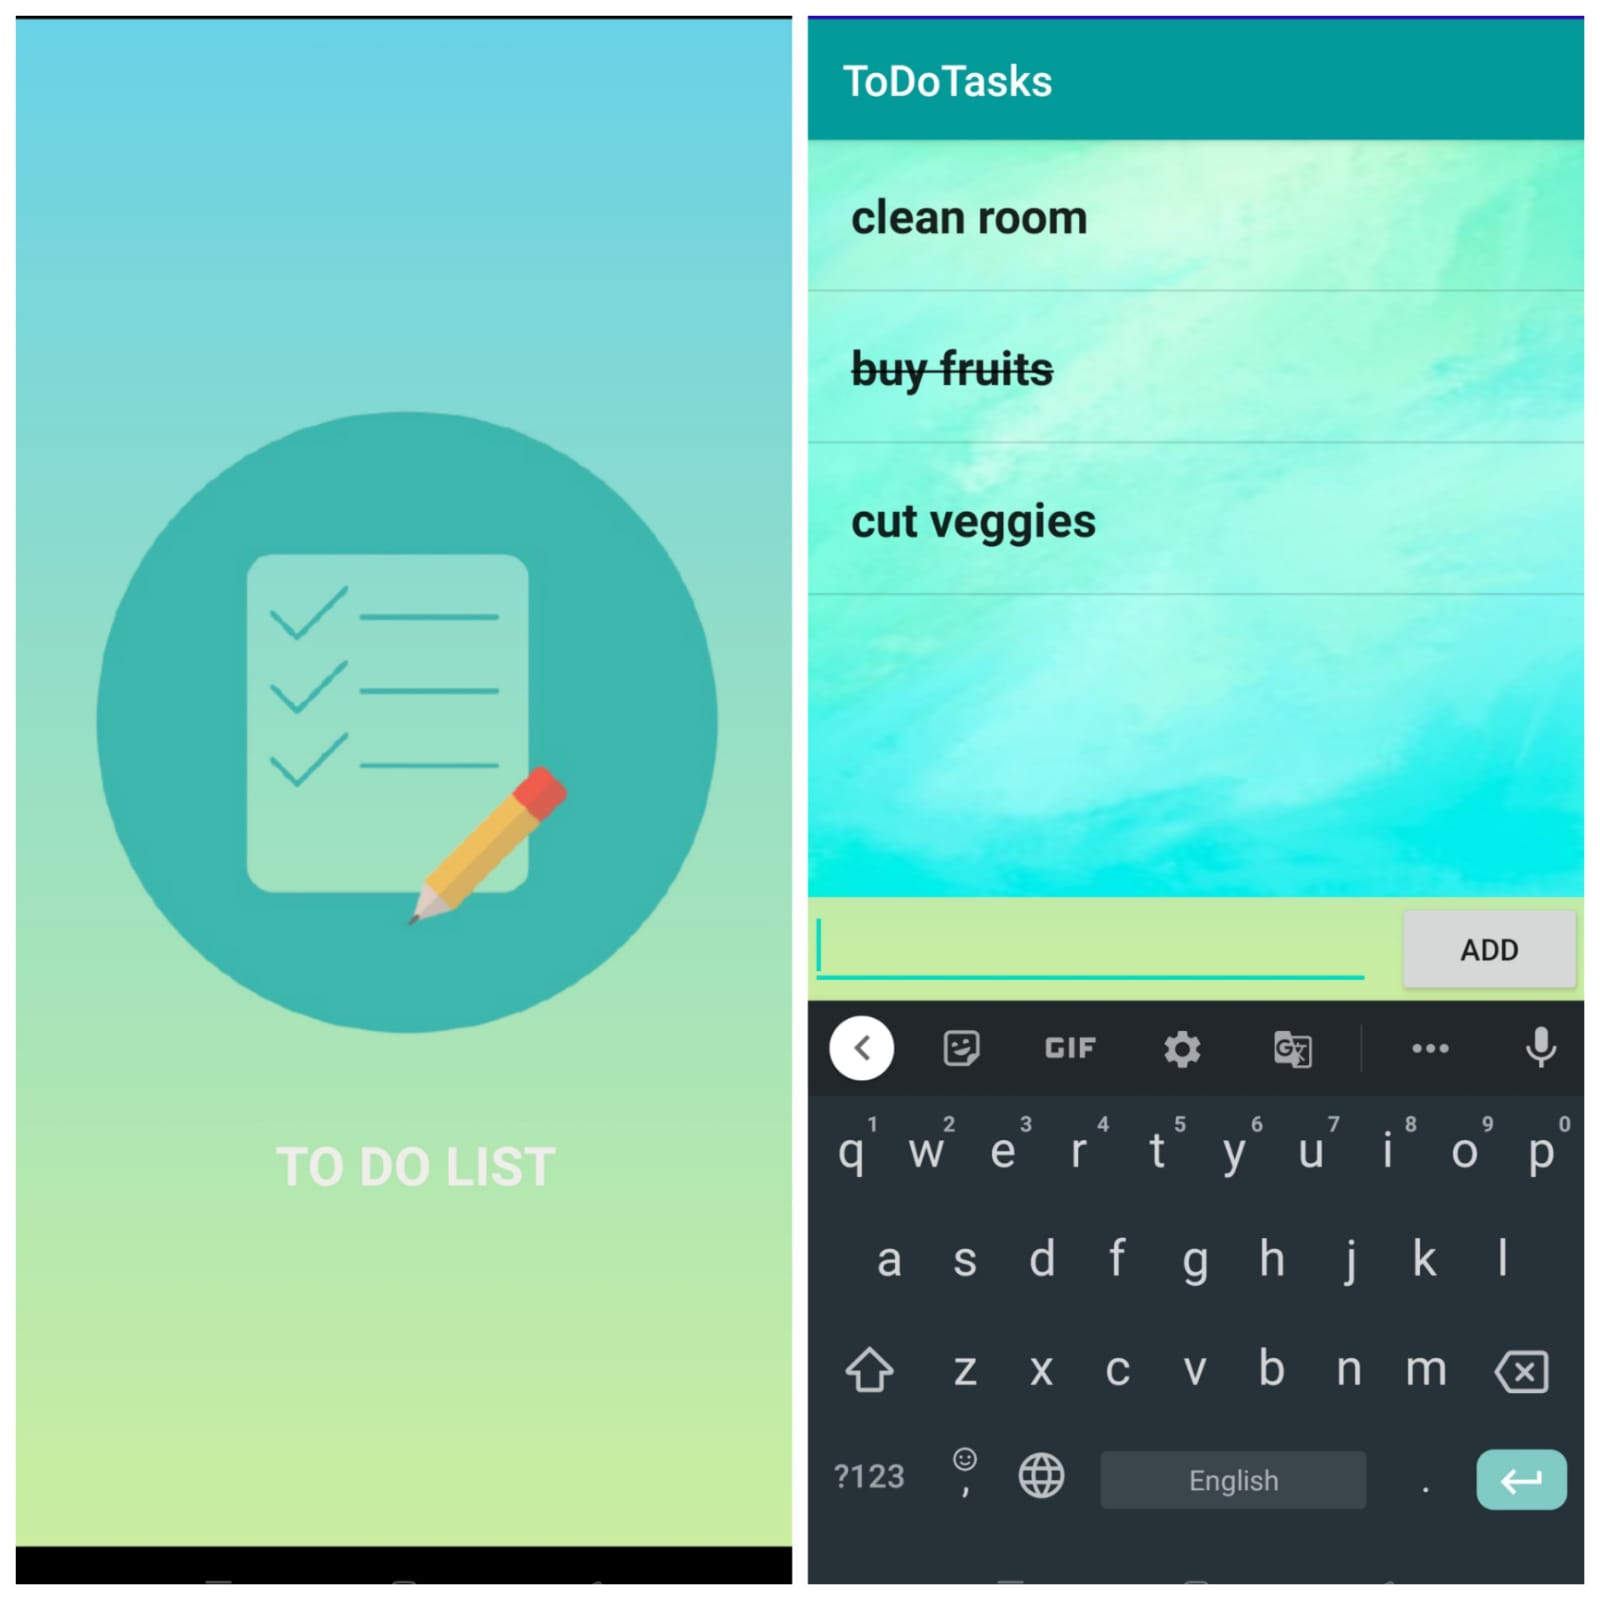 TO DO LIST
ToDoTasks
clean room
buy fruits
cut veggies
ADD
GIF
G
1 2 3 4 5 6 7 8 9 0
q w e r t y u i o p
a s d f g h j k l
z x c v b n m
?123 , English .